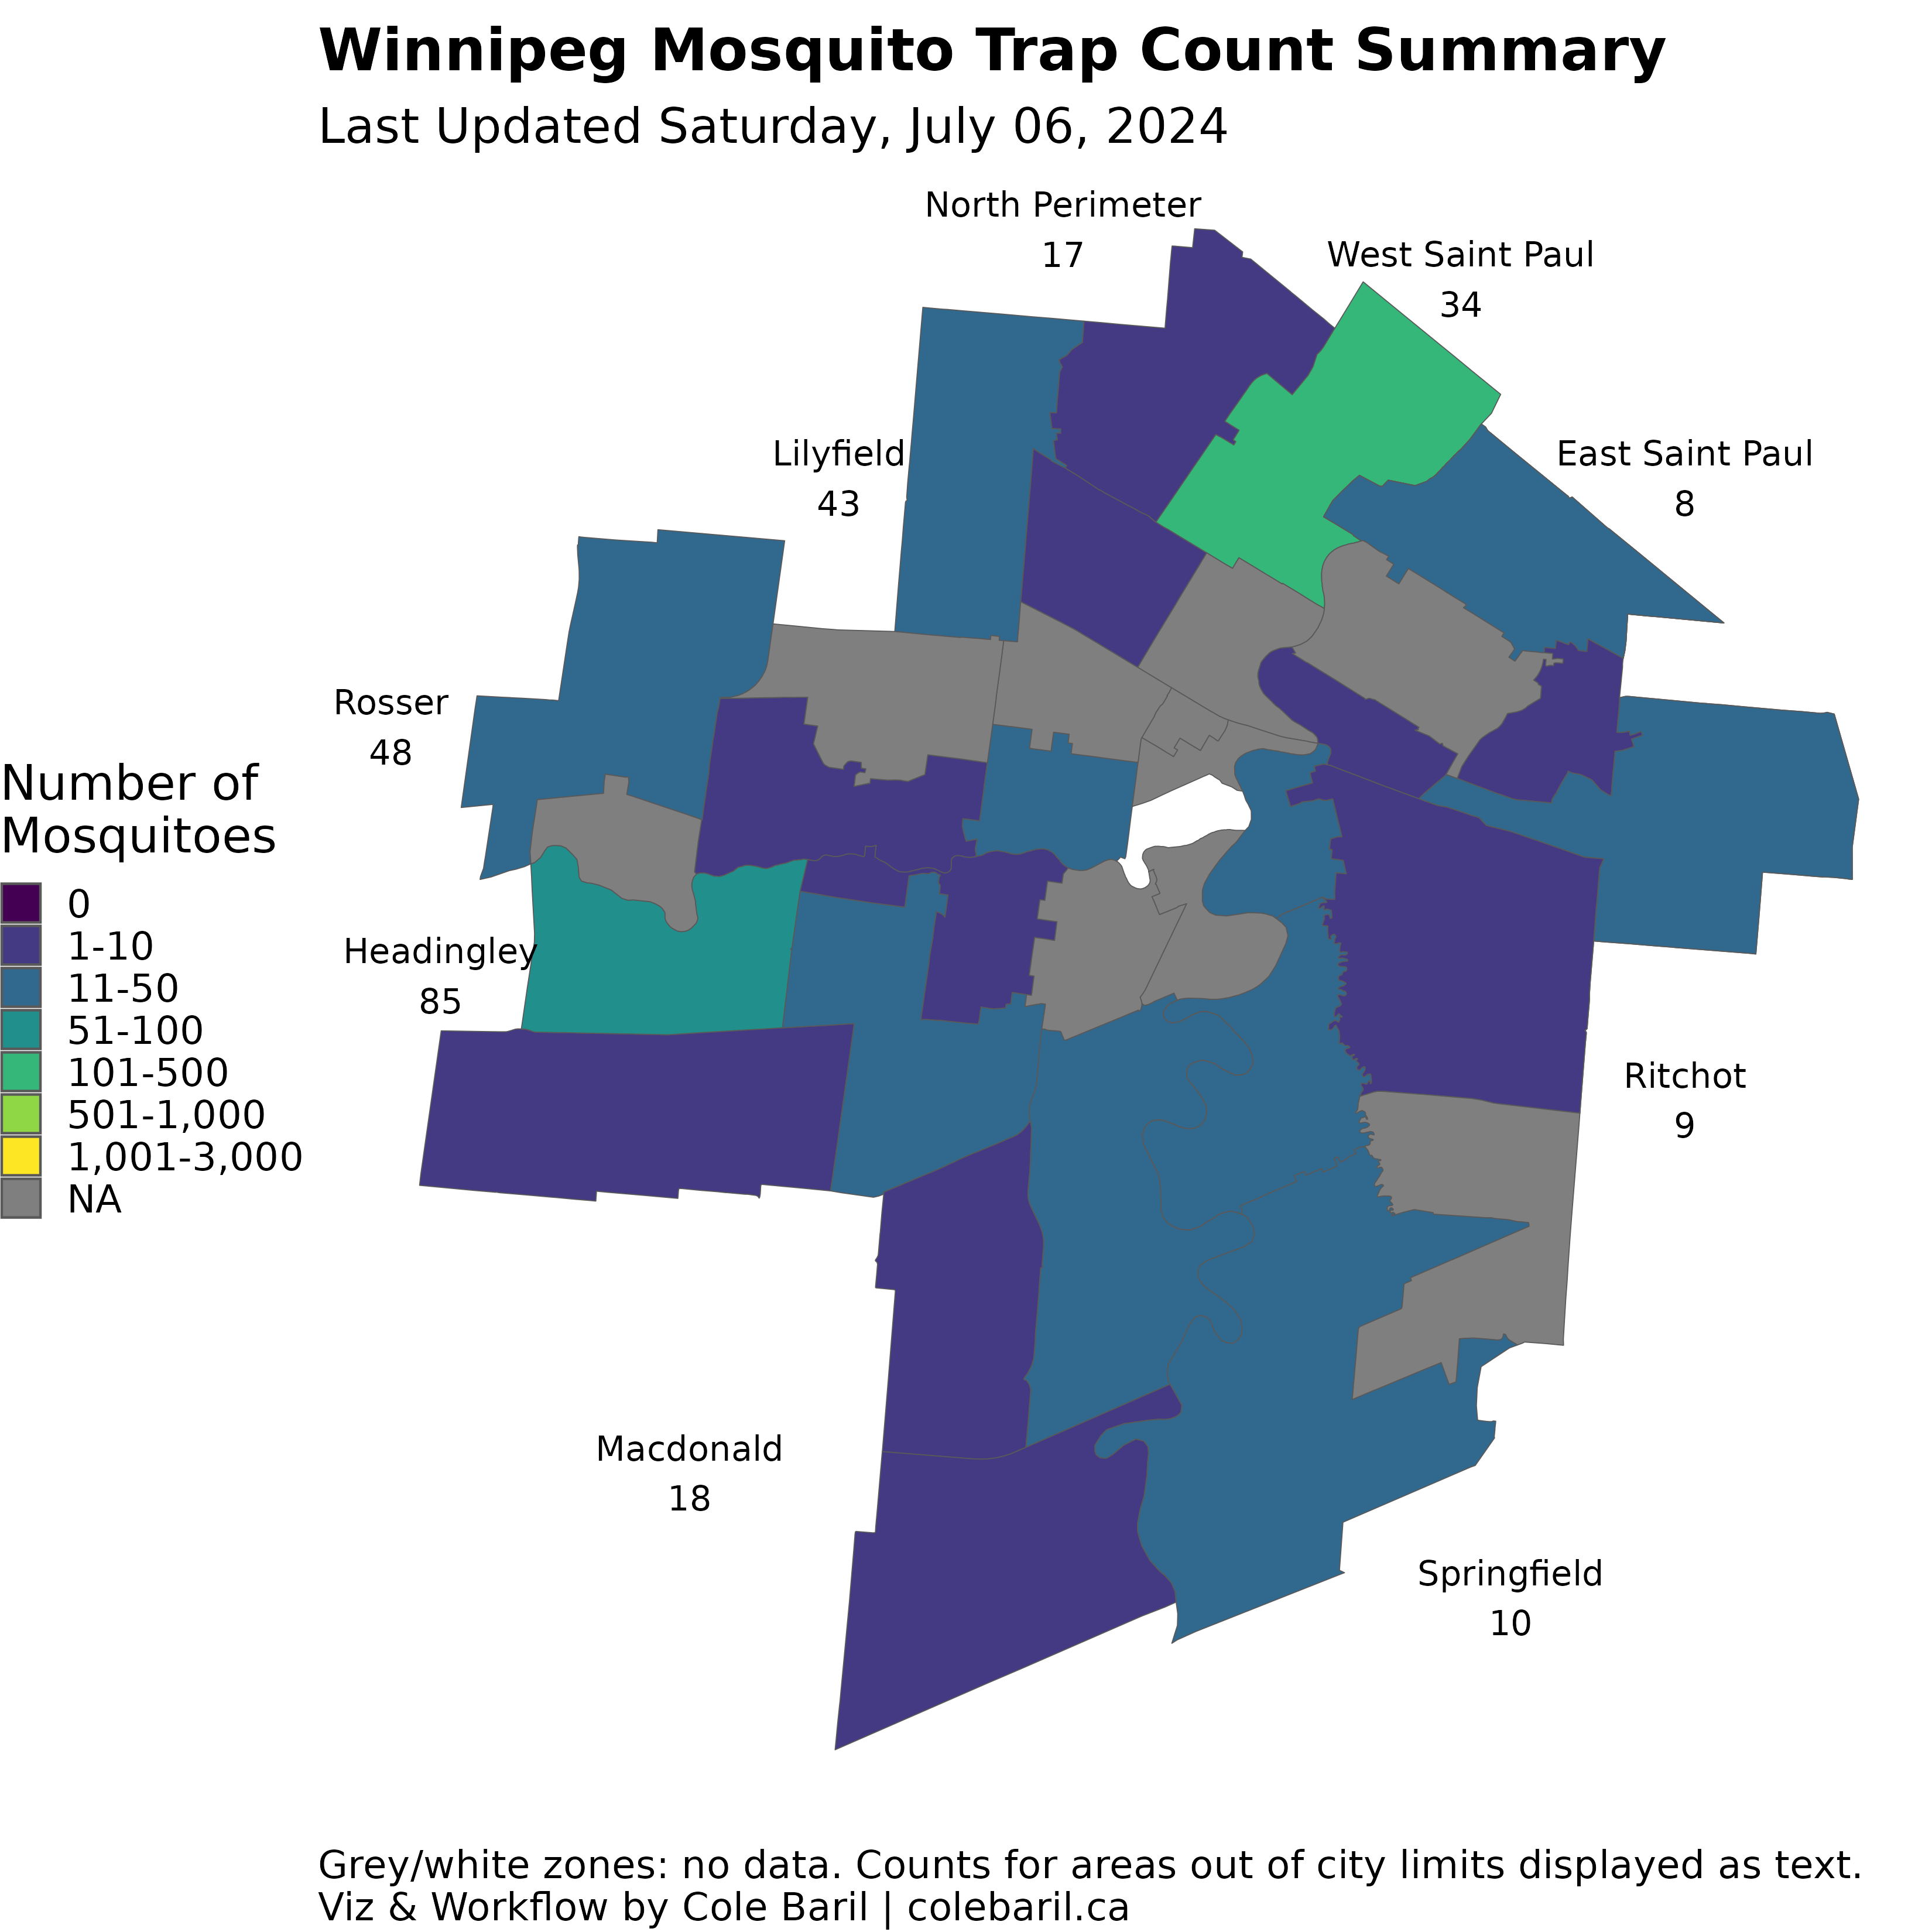 Winnipeg Mosquito Trap Count Summary
Last Updated Saturday, July 06, 2024
North Perimeter
17
West Saint Paul
34
Lilyfield
43
East Saint Paul
8
Rosser
48
Number of
Mosquitoes
0
1-10
11-50
51-100
101-500
501-1,000
1,001-3,000
NA
Headingley
85
Ritchot
9
Macdonald
18
Springfield
10
Grey/white zones: no data. Counts for areas out of city limits displayed as text.
Viz & Workflow by Cole Baril | colebaril.ca